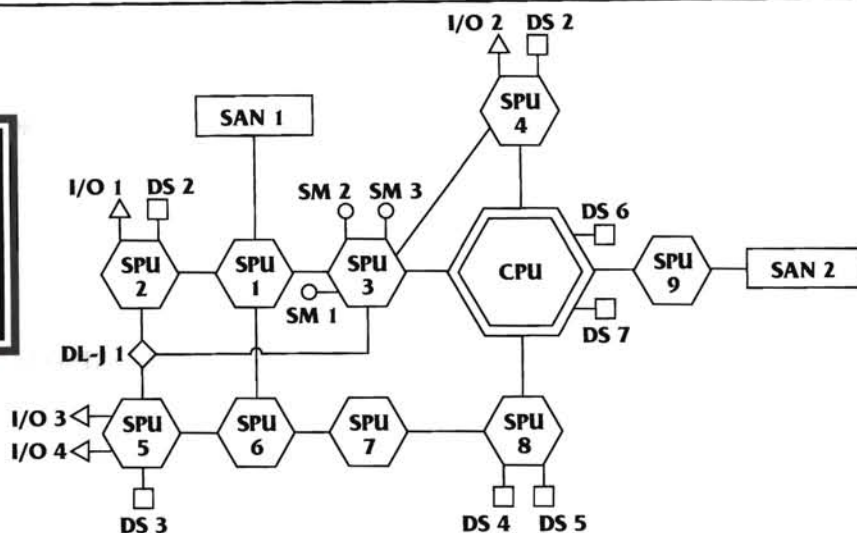 I/O 2 DS 2
SPU 4
SAN 1
I/O 1 DS 2
SM 2 SM 3
DS 6
SPU 2
SPU 1
SPU 3
CPU
SPU 9
SAN 2
SM 1
DS 7
DL-J 1
I/O 3
I/O 4
SPU 5
SPU 6
SPU 7
SPU 8
DS 3
DS 4 DS 5